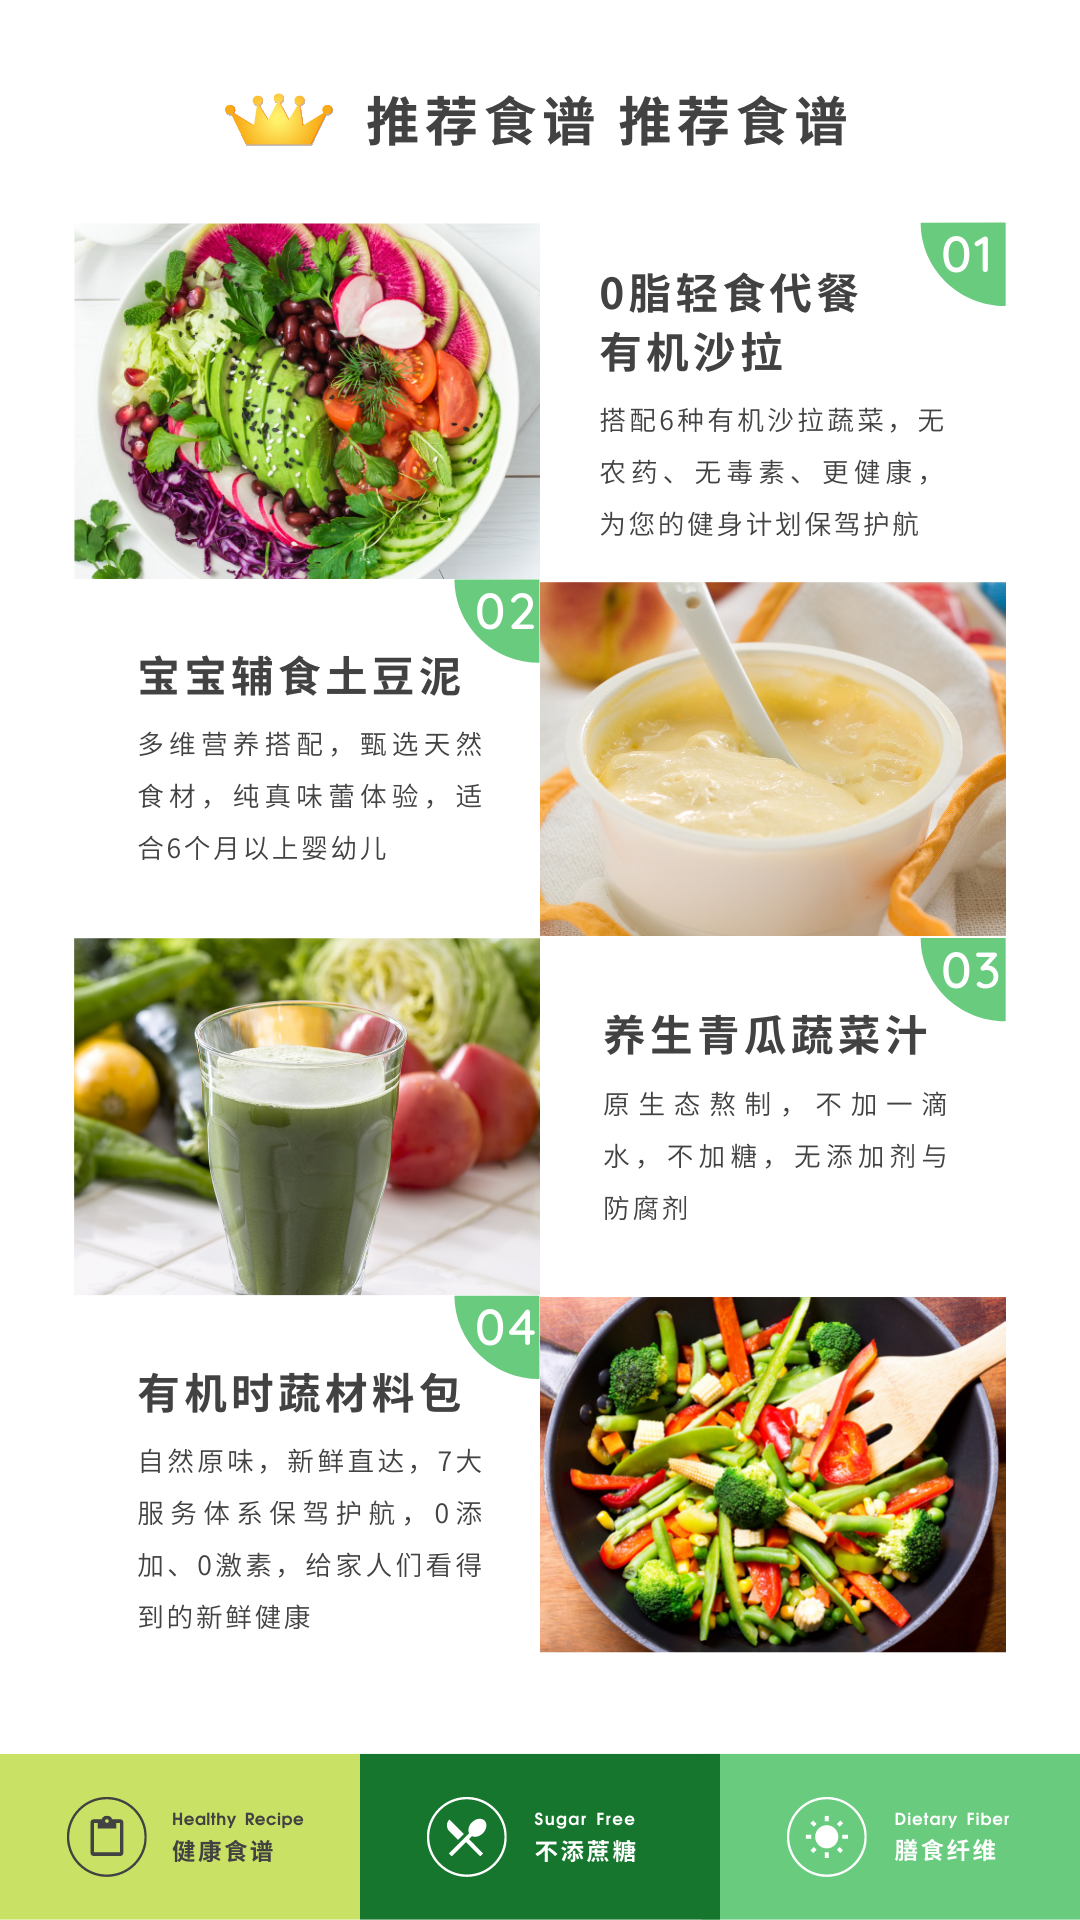 推荐食谱 推荐食谱
01
0脂轻食代餐
有机沙拉
搭配6种有机沙拉蔬菜，无
农药、无毒素、更健康，
为您的健身计划保驾护航
02
宝宝辅食土豆泥
多维营养搭配，甄选天然
食材，纯真味蕾体验，适
合6个月以上婴幼儿
03
养生青瓜蔬菜汁
原生态熬制，不加一滴
水，不加糖，无添加剂与
防腐剂
04
有机时蔬材料包
自然原味，新鲜直达，7大
服务体系保驾护航，0添
加、0激素，给家人们看得
到的新鲜健康
Healthy Recipe
健康食谱
Sugar Free
不添蔗糖
Dietary Fiber
膳食纤维